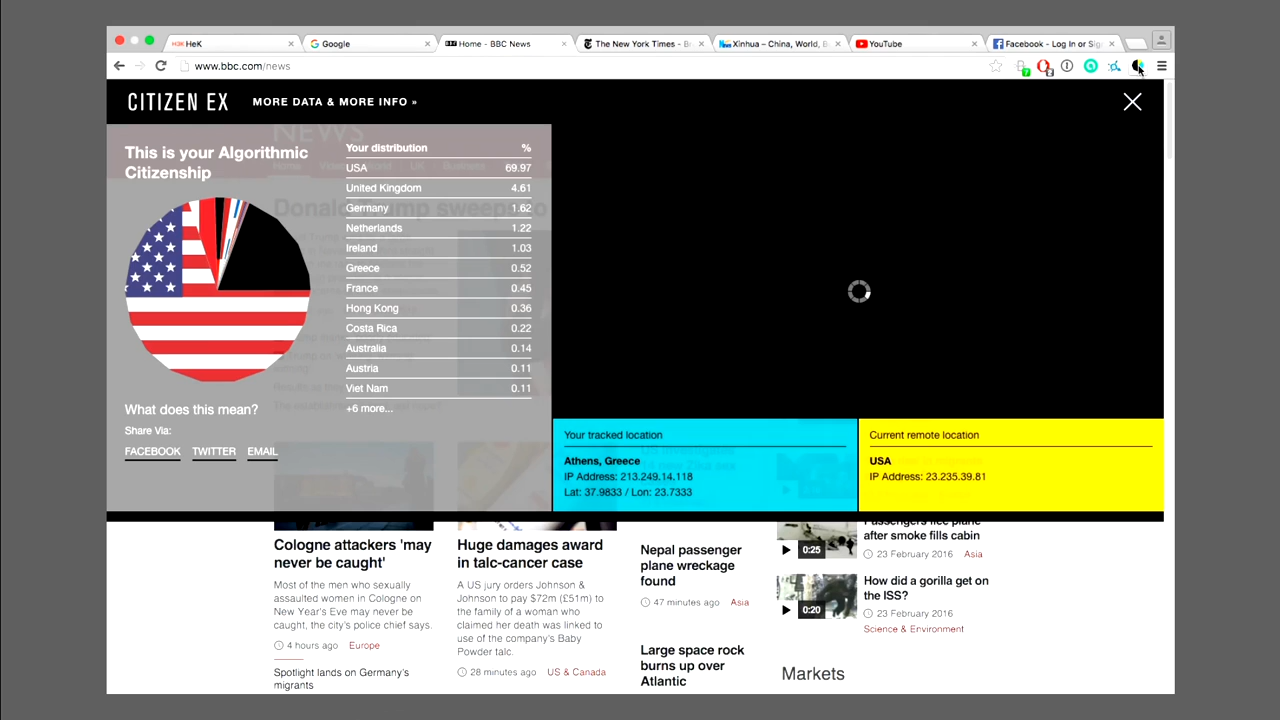 HeK
Google
Home - BBC News
The New York Times - Br
Xinhua – China, World, B
YouTube
Facebook - Log In or Sig
www.bbc.com/news
CITIZEN EX
MORE DATA & MORE INFO »
NEWS
This is your Algorithmic
Citizenship
Your distribution %
USA 69.97
United Kingdom 4.61
Germany 1.62
Netherlands 1.22
Ireland 1.03
Greece 0.52
France 0.45
Hong Kong 0.36
Costa Rica 0.22
Australia 0.14
Austria 0.11
Viet Nam 0.11
+6 more...
What does this mean?
Share Via:
FACEBOOK TWITTER EMAIL
Your tracked location
Athens, Greece
IP Address: 213.249.14.118
Lat: 37.9833 / Lon: 23.7333
Current remote location
USA
IP Address: 23.235.39.81
Cologne attackers 'may
never be caught'
Most of the men who sexually
assaulted women in Cologne on
New Year's Eve may never be
caught, the city's police chief says.
4 hours ago Europe
Spotlight lands on Germany's
migrants
Huge damages award
in talc-cancer case
A US jury orders Johnson &
Johnson to pay $72m (£51m) to
the family of a woman who
claimed her death was linked to
use of the company's Baby
Powder talc.
28 minutes ago US & Canada
Nepal passenger
plane wreckage
found
47 minutes ago Asia
Large space rock
burns up over
Atlantic
0:25
Passengers flee plane
after smoke fills cabin
23 February 2016 Asia
0:20
How did a gorilla get on
the ISS?
23 February 2016
Science & Environment
Markets